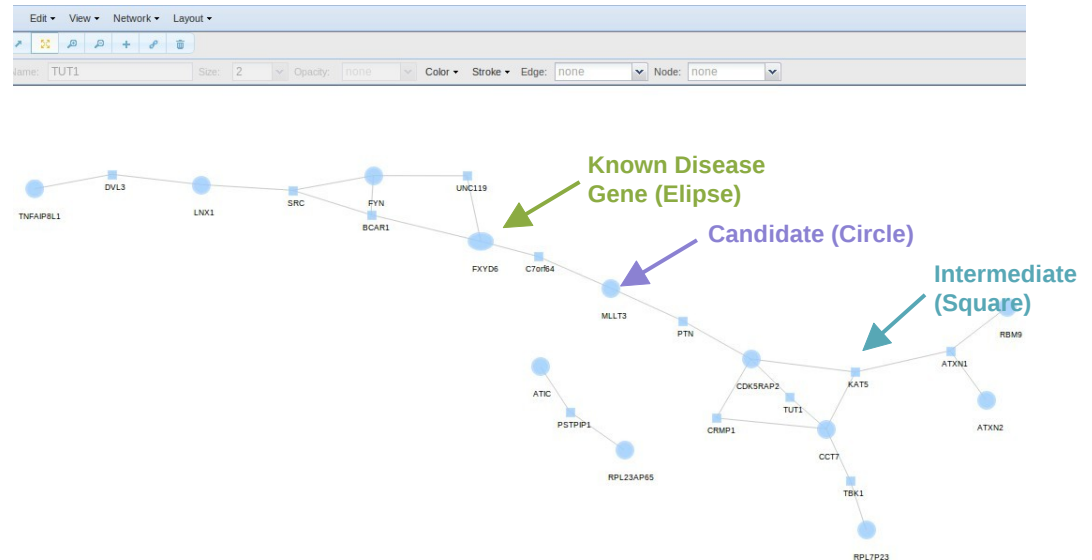 Edit View Network Layout
Name: TUT1 Size: 2 Opacity: none Color Stroke Edge: none Node: none
Known Disease
Gene (Elipse)
Candidate (Circle)
Intermediate
(Square)
TNFAIP8L1
DVL3
LNX1
SRC
FYN
BCAR1
UNC119
FXYD6
C7orf64
MLLT3
PTN
RBM9
ATXN1
KAT5
CDK5RAP2
ATIC
TUT1
PSTPIP1
CRMP1
ATXN2
CCT7
RPL23AP65
TBK1
RPL7P23